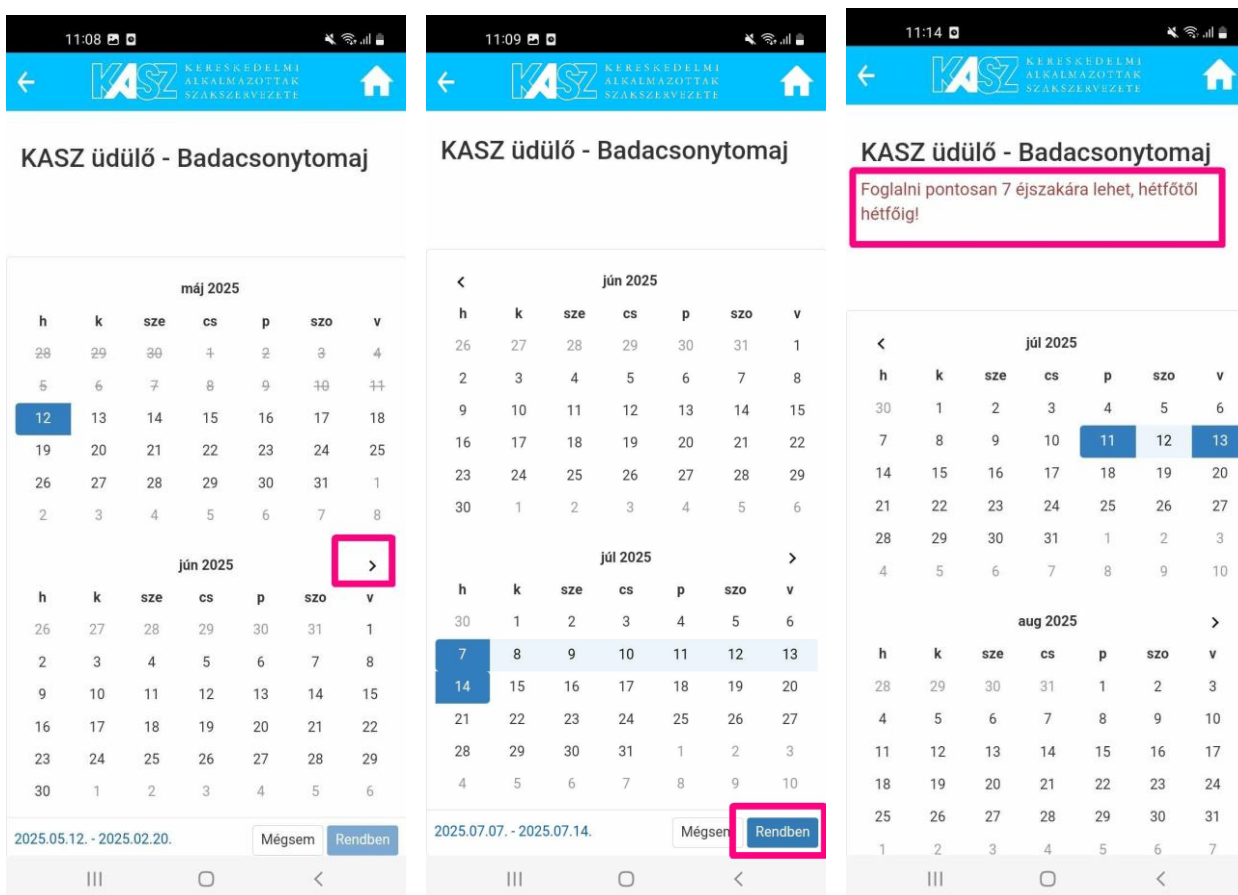 11:08
KERESKEDELMI
ALKALMAZOTTAK
SZAKSZERVEZETE
KASZ
KASZ üdülő - Badacsonytomaj
máj 2025
h k sze cs p szo v
28 29 30 1 2 3 4
5 6 7 8 9 10 11
12 13 14 15 16 17 18
19 20 21 22 23 24 25
26 27 28 29 30 31 1
2 3 4 5 6 7 8
jún 2025 >
h k sze cs p szo v
26 27 28 29 30 31 1
2 3 4 5 6 7 8
9 10 11 12 13 14 15
16 17 18 19 20 21 22
23 24 25 26 27 28 29
30 1 2 3 4 5 6
2025.05.12. - 2025.02.20. Mégsem Rendben
11:09
KERESKEDELMI
ALKALMAZOTTAK
SZAKSZERVEZETE
KASZ
KASZ üdülő - Badacsonytomaj
< jún 2025
h k sze cs p szo v
26 27 28 29 30 31 1
2 3 4 5 6 7 8
9 10 11 12 13 14 15
16 17 18 19 20 21 22
23 24 25 26 27 28 29
30 1 2 3 4 5 6
júl 2025 >
h k sze cs p szo v
30 1 2 3 4 5 6
7 8 9 10 11 12 13
14 15 16 17 18 19 20
21 22 23 24 25 26 27
28 29 30 31 1 2 3
4 5 6 7 8 9 10
2025.07.07. - 2025.07.14. Mégsem Rendben
11:14
KERESKEDELMI
ALKALMAZOTTAK
SZAKSZERVEZETE
KASZ
KASZ üdülő - Badacsonytomaj
Foglalni pontosan 7 éjszakára lehet, hétfőtől
hétfőig!
< júl 2025
h k sze cs p szo v
30 1 2 3 4 5 6
7 8 9 10 11 12 13
14 15 16 17 18 19 20
21 22 23 24 25 26 27
28 29 30 31 1 2 3
4 5 6 7 8 9 10
aug 2025 >
h k sze cs p szo v
28 29 30 31 1 2 3
4 5 6 7 8 9 10
11 12 13 14 15 16 17
18 19 20 21 22 23 24
25 26 27 28 29 30 31
1 2 3 4 5 6 7